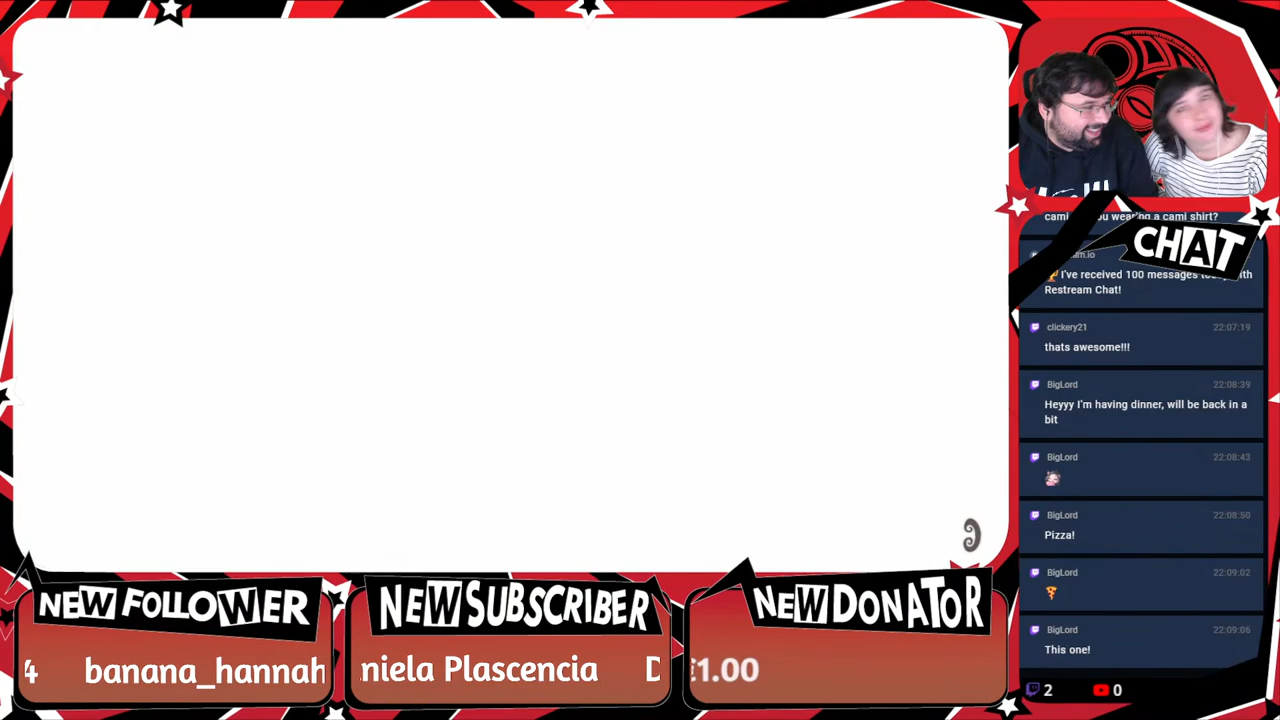 cami
wearing a cami shirt?
CHAT
I've received 100 messages
Restream Chat!
clickery21 22:07:19
thats awesome!!!
BigLord 22:08:39
Heyyy I'm having dinner, will be back in a
bit
BigLord 22:08:43
BigLord 22:08:50
Pizza!
BigLord 22:09:02
BigLord 22:09:06
This one!
2 0
NEW FOLLOWER
4 banana_hannah
NEW SUBSCRIBER
niela Plascencia D
NEW DONATOR
1.00